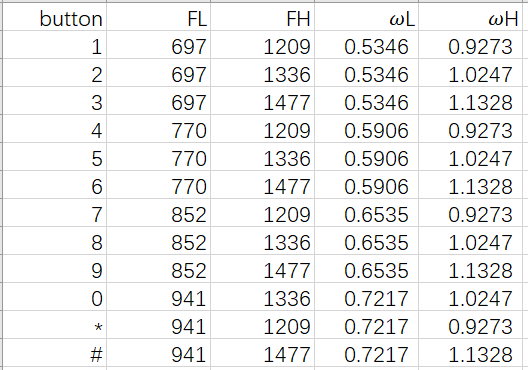 button FL FH ωL ωH
1 697 1209 0.5346 0.9273
2 697 1336 0.5346 1.0247
3 697 1477 0.5346 1.1328
4 770 1209 0.5906 0.9273
5 770 1336 0.5906 1.0247
6 770 1477 0.5906 1.1328
7 852 1209 0.6535 0.9273
8 852 1336 0.6535 1.0247
9 852 1477 0.6535 1.1328
0 941 1336 0.7217 1.0247
* 941 1209 0.7217 0.9273
# 941 1477 0.7217 1.1328